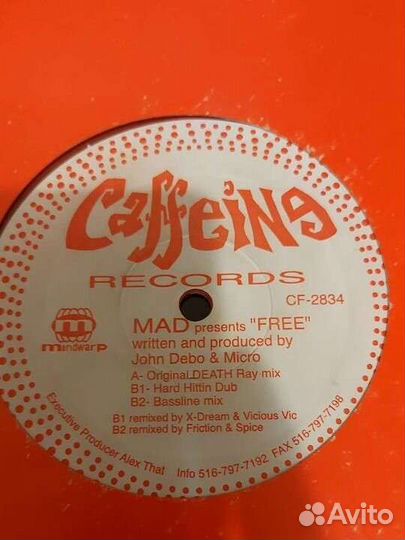 Caffeine
RECORDS
CF-2834
m
mindwarp
MAD presents "FREE"
written and produced by
John Debo & Micro
A- Original DEATH Ray mix
B1- Hard Hittin Dub
B2- Bassline mix
B1 remixed by X-Dream & Vicious Vic
B2 remixed by Friction & Spice
Executive Producer Alex That Info 516-797-7192 FAX 516-797-7198
Avito